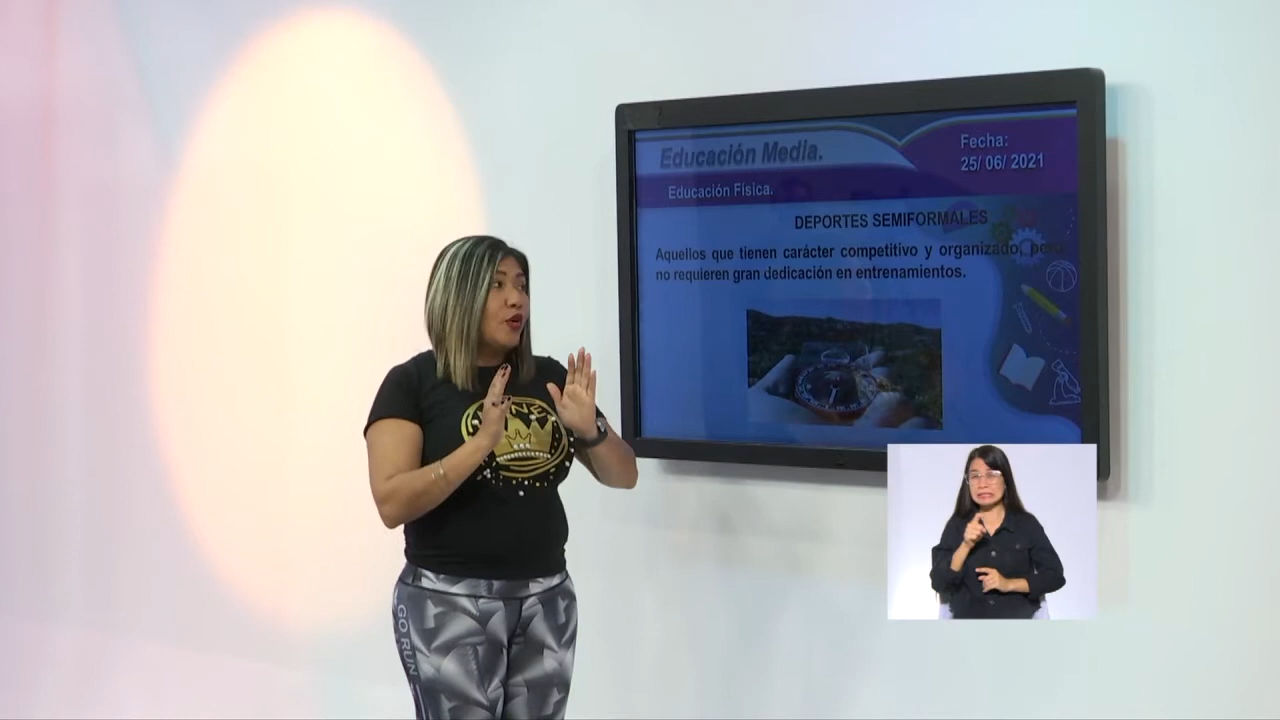 Educación Media.
Fecha:
25/ 06/ 2021
Educación Física.
DEPORTES SEMIFORMALES
Aquellos que tienen carácter competitivo y organizado, pero
no requieren gran dedicación en entrenamientos.
GO RUN